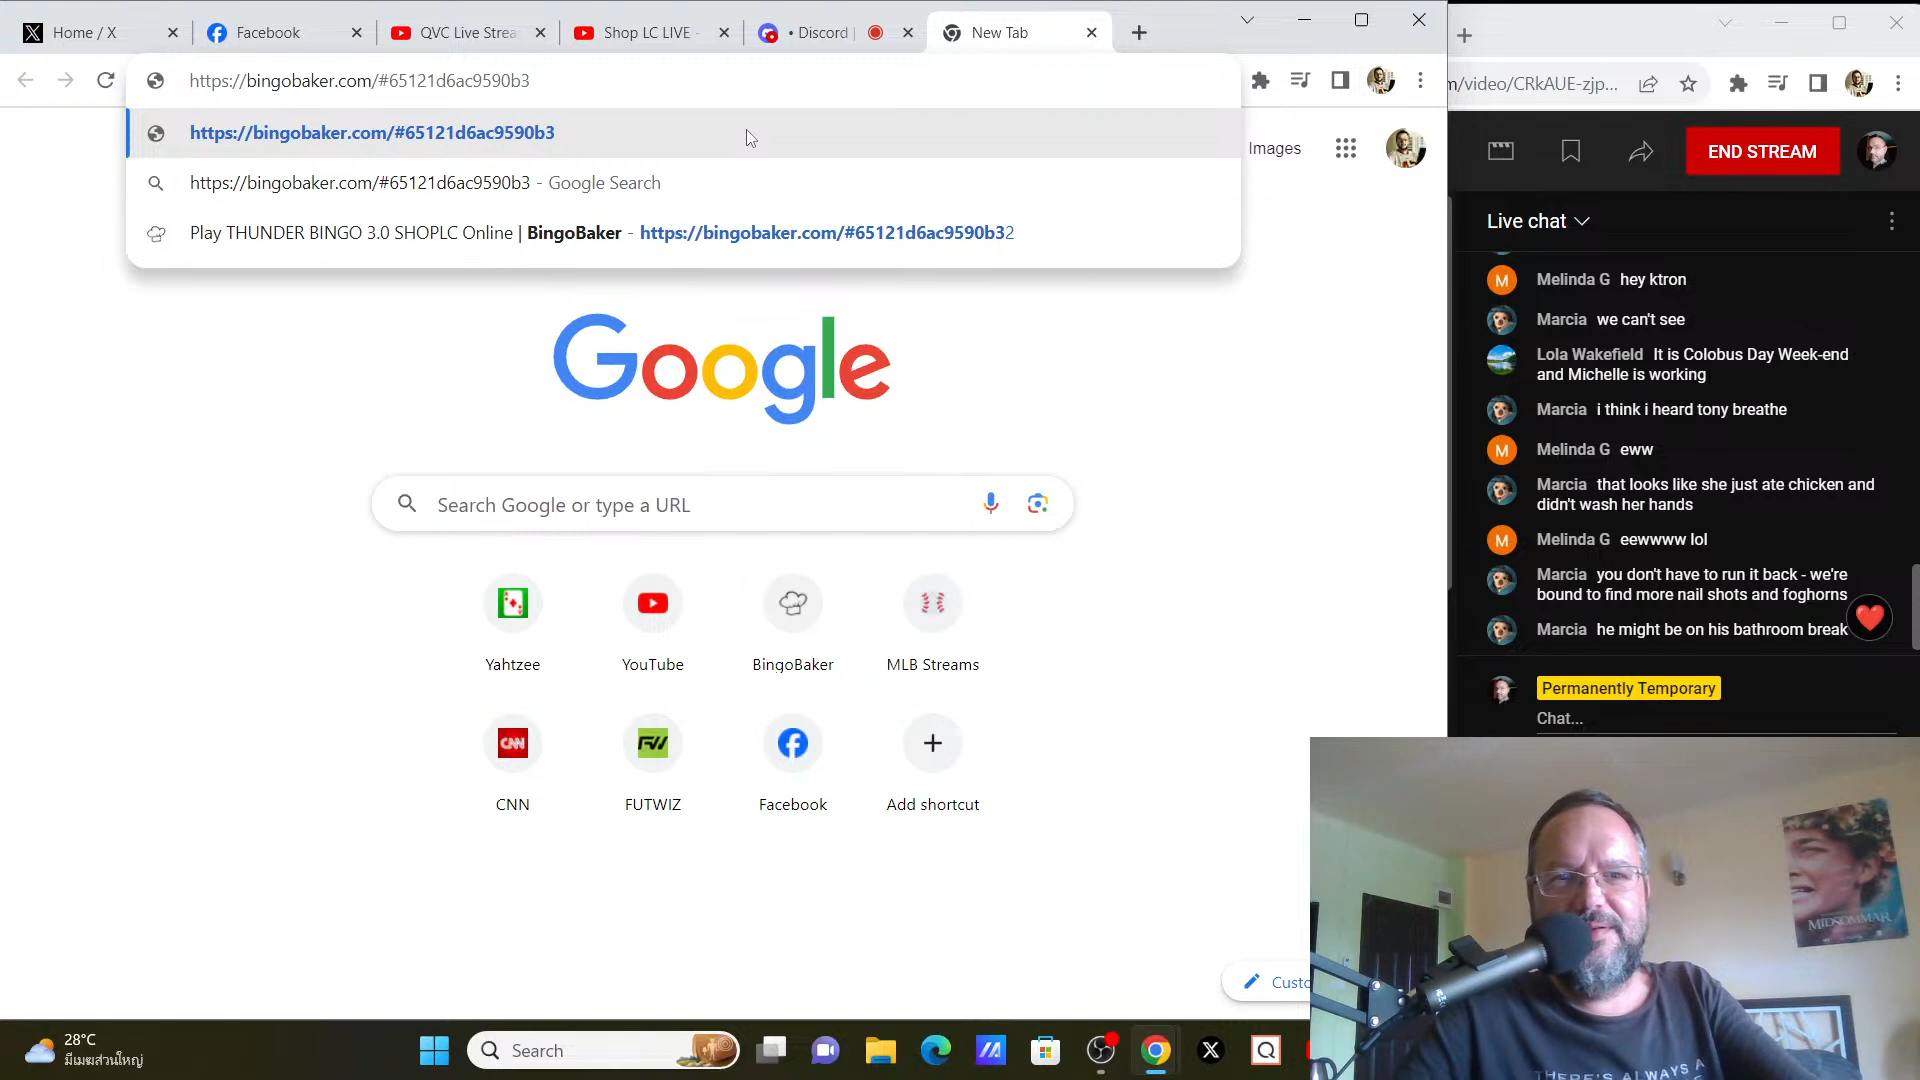 Home / X
Facebook
QVC Live Strea
Shop LC LIVE -
• Discord |
New Tab
https://bingobaker.com/#65121d6ac9590b3
https://bingobaker.com/#65121d6ac9590b3
https://bingobaker.com/#65121d6ac9590b3 - Google Search
Play THUNDER BINGO 3.0 SHOPLC Online | BingoBaker - https://bingobaker.com/#65121d6ac9590b32
Images
Google
Search Google or type a URL
Yahtzee
YouTube
BingoBaker
MLB Streams
CNN
CNN
FUTWIZ
Facebook
Add shortcut
Custo
m/video/CRkAUE-zjp...
END STREAM
Live chat
M
Melinda G hey ktron
Marcia we can't see
Lola Wakefield It is Colobus Day Week-end
and Michelle is working
Marcia i think i heard tony breathe
M
Melinda G eww
Marcia that looks like she just ate chicken and
didn't wash her hands
M
Melinda G eewwww lol
Marcia you don't have to run it back - we're
bound to find more nail shots and foghorns
Marcia he might be on his bathroom break
Permanently Temporary
Chat...
MIDSOMMAR
THERE'S ALWAYS A
28°C
มีเมฆส่วนใหญ่
Search